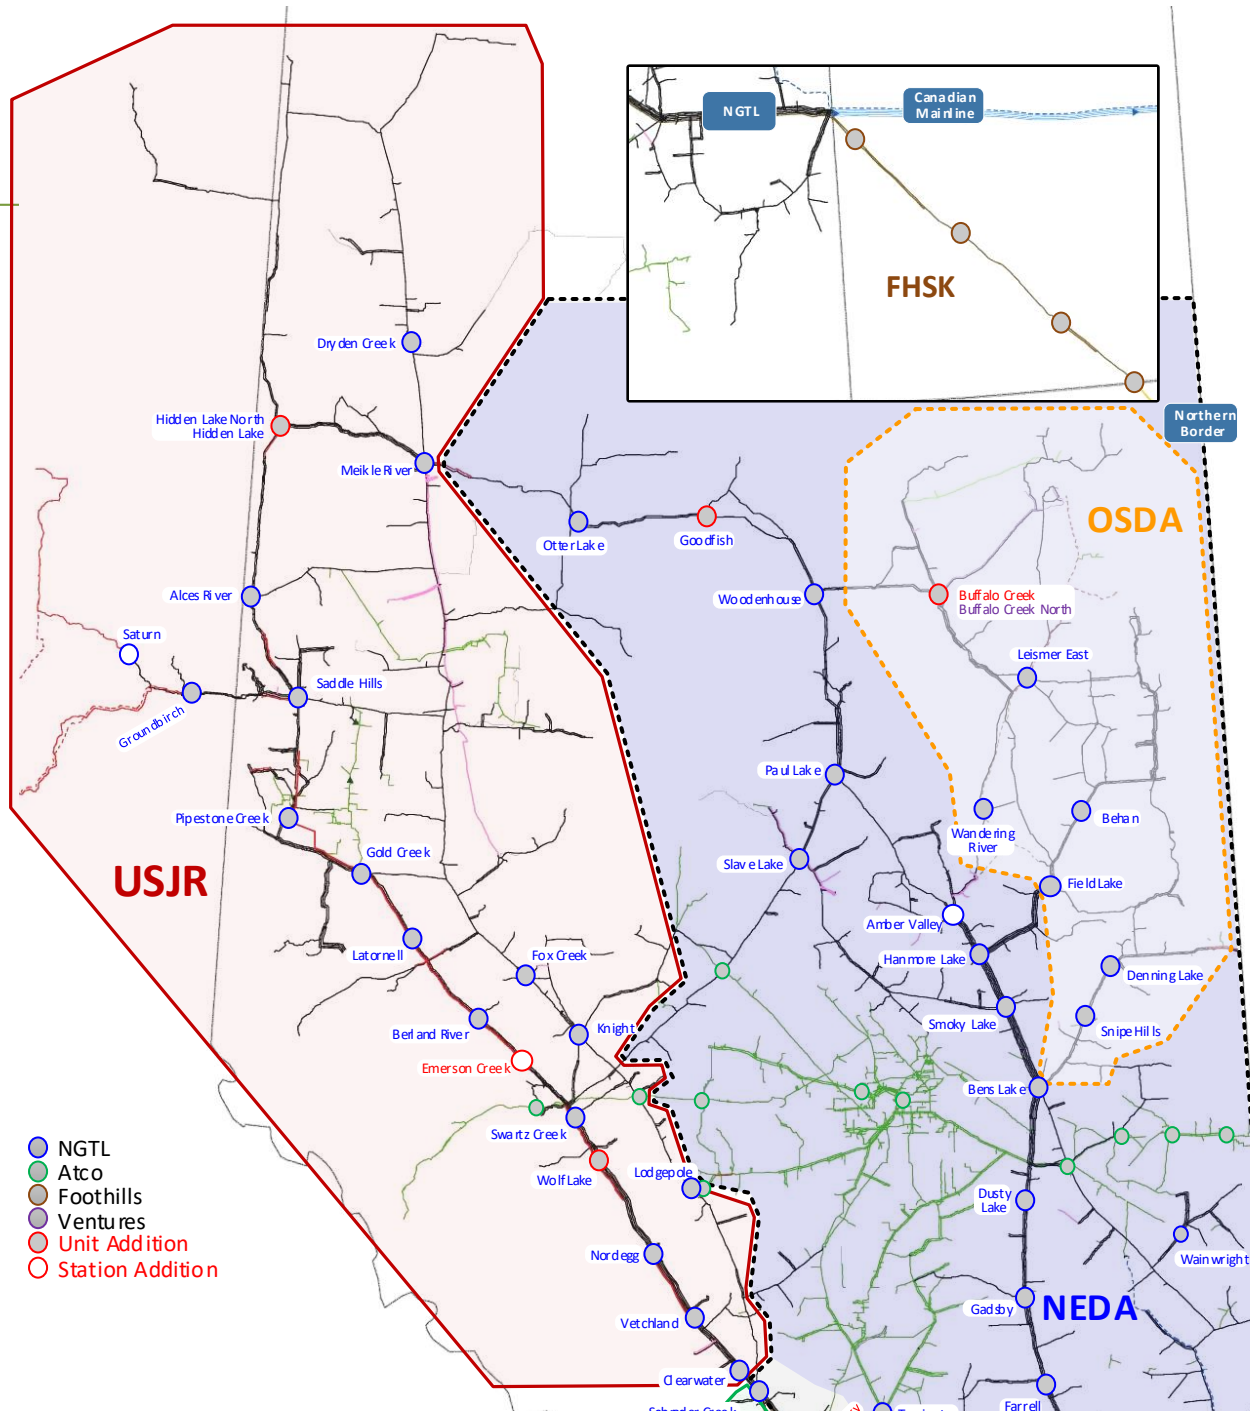 NGTL
Canadian
Mainline
FHSK
Northern
Border
OSDA
Dryden Creek
Hidden Lake North
Hidden Lake
Meikle River
Otter Lake
Goodfish
Woodenhouse
Buffalo Creek
Buffalo Creek North
Alces River
Saturn
Leismer East
Saddle Hills
Groundbirch
Paul Lake
Pipestone Creek
Wandering
River
Behan
Gold Creek
Slave Lake
USJR
Field Lake
Amber Valley
Latornell
Fox Creek
Hanmore Lake
Denning Lake
Berland River
Knight
Smoky Lake
Snipe Hills
Emerson Creek
Bens Lake
Swartz Creek
Wolf Lake
Lodgepole
Dusty
Lake
NGTL
Atco
Foothills
Ventures
Unit Addition
Station Addition
Nordegg
Wainwright
Gadsby
NEDA
Vetchland
Clearwater
Farrell